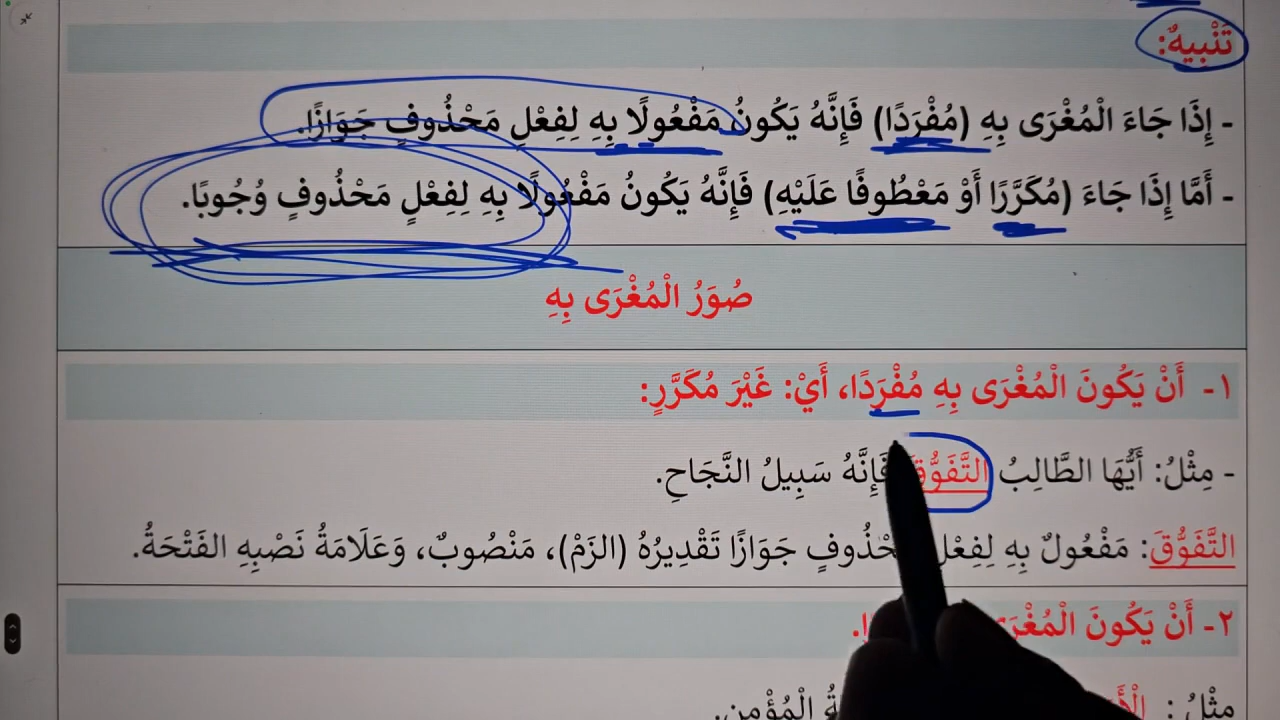 تَنْبِيهٌ:
- إِذَا جَاءَ الْمُغْرَى بِهِ (مُفْرَدًا) فَإِنَّهُ يَكُونُ مَفْعُولًا بِهِ لِفِعْلٍ مَحْذُوفٍ جَوَازًا.
- أَمَّا إِذَا جَاءَ (مُكَرَّرًا أَوْ مَعْطُوفًا عَلَيْهِ) فَإِنَّهُ يَكُونُ مَفْعُولًا بِهِ لِفِعْلٍ مَحْذُوفٍ وُجُوبًا.
صُوَرُ الْمُغْرَى بِهِ
١- أَنْ يَكُونَ الْمُغْرَى بِهِ مُفْرَدًا، أَيْ: غَيْرَ مُكَرَّرٍ:
- مِثْلُ: أَيُّهَا الطَّالِبُ التَّفَوُّقَ فَإِنَّهُ سَبِيلُ النَّجَاحِ.
التَّفَوُّقَ: مَفْعُولٌ بِهِ لِفِعْلٍ مَحْذُوفٍ جَوَازًا تَقْدِيرُهُ (الزَمْ)، مَنْصُوبٌ، وَعَلَامَةُ نَصْبِهِ الفَتْحَةُ.
٢- أَنْ يَكُونَ الْمُغْرَى
مِثْلُ : الْمُؤْمِنِ.